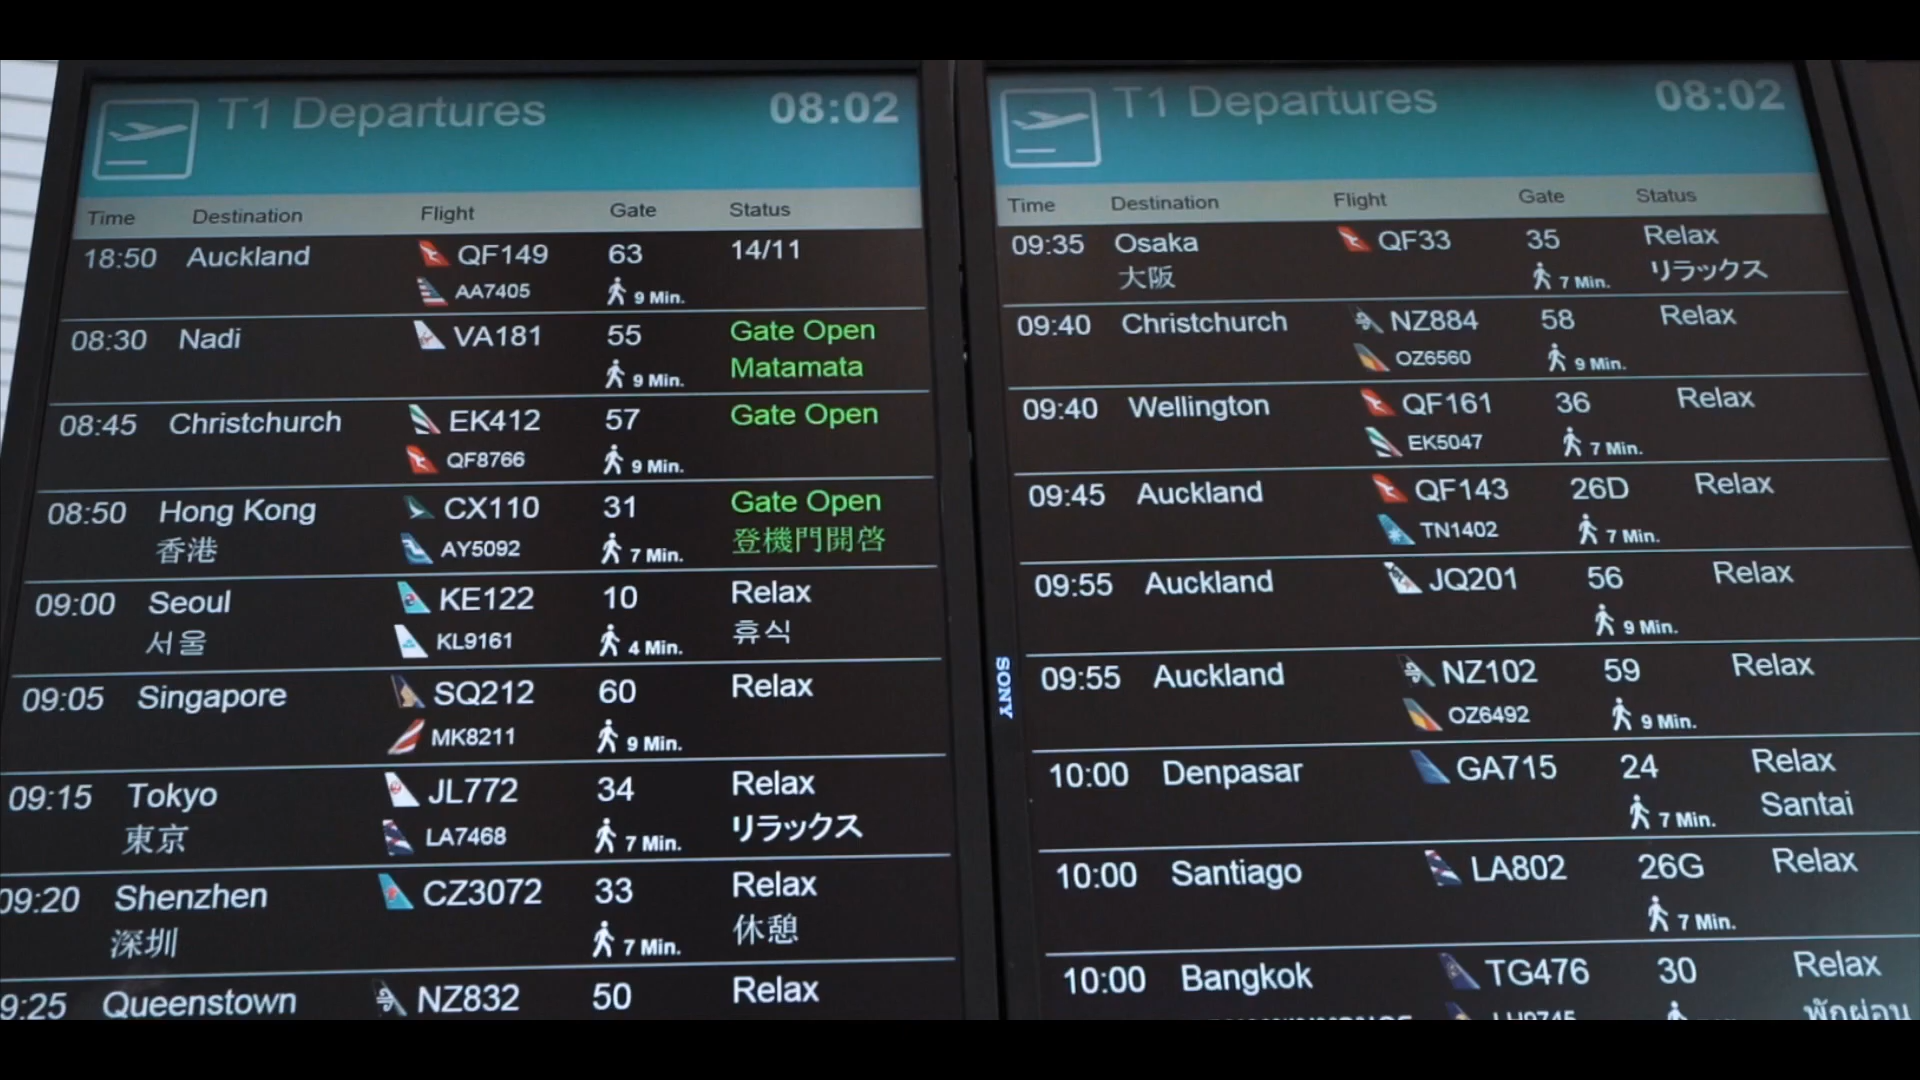 T1 Departures 08:02
Time Destination Flight Gate Status
18:50 Auckland QF149 63 14/11
AA7405 9 Min.
08:30 Nadi VA181 55 Gate Open
9 Min. Matamata
08:45 Christchurch EK412 57 Gate Open
QF8766 9 Min.
08:50 Hong Kong CX110 31 Gate Open
香港 AY5092 7 Min. 登機門開啓
09:00 Seoul KE122 10 Relax
서울 KL9161 4 Min. 휴식
09:05 Singapore SQ212 60 Relax
MK8211 9 Min.
09:15 Tokyo JL772 34 Relax
東京 LA7468 7 Min. リラックス
09:20 Shenzhen CZ3072 33 Relax
深圳 7 Min. 休憩
9:25 Queenstown NZ832 50 Relax
T1 Departures 08:02
Time Destination Flight Gate Status
09:35 Osaka QF33 35 Relax
大阪 7 Min. リラックス
09:40 Christchurch NZ884 58 Relax
OZ6560 9 Min.
09:40 Wellington QF161 36 Relax
EK5047 7 Min.
09:45 Auckland QF143 26D Relax
TN1402 7 Min.
09:55 Auckland JQ201 56 Relax
9 Min.
09:55 Auckland NZ102 59 Relax
OZ6492 9 Min.
10:00 Denpasar GA715 24 Relax
7 Min. Santai
10:00 Santiago LA802 26G Relax
7 Min.
10:00 Bangkok TG476 30 Relax
LH9745 พักผ่อน
SONY